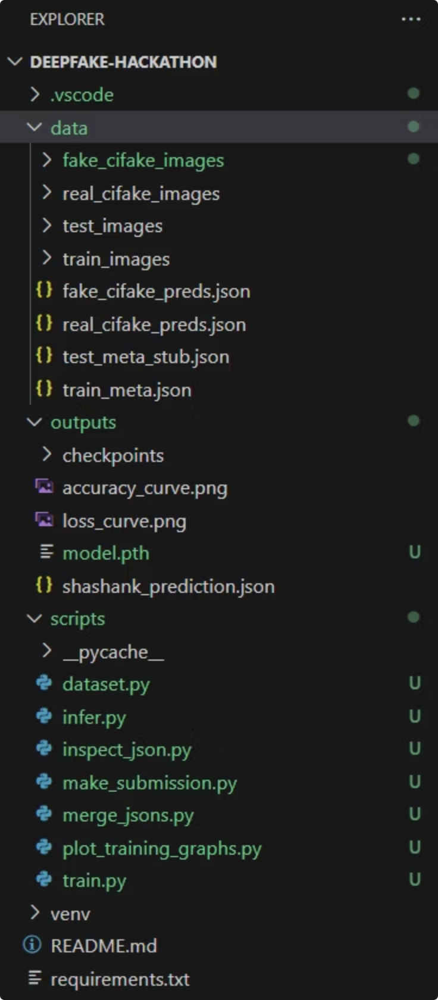 EXPLORER
DEEPFAKE-HACKATHON
.vscode
data
fake_cifake_images
real_cifake_images
test_images
train_images
{} fake_cifake_preds.json
{} real_cifake_preds.json
{} test_meta_stub.json
{} train_meta.json
outputs
checkpoints
accuracy_curve.png
loss_curve.png
model.pth U
{} shashank_prediction.json
scripts
__pycache__
dataset.py U
infer.py U
inspect_json.py U
make_submission.py U
merge_jsons.py U
plot_training_graphs.py U
train.py U
venv
README.md
requirements.txt